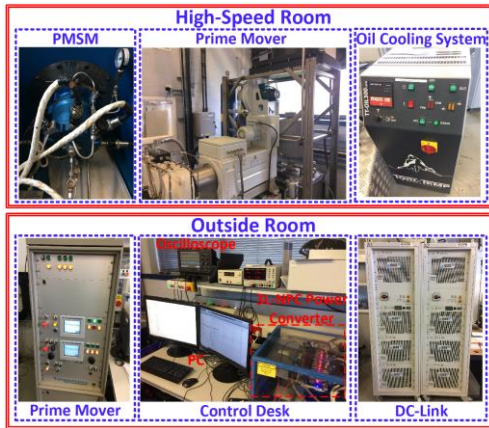 High-Speed Room
PMSM
Prime Mover
Oil Cooling System
Outside Room
Oscilloscope
3L-NPC Power
Converter
PC
Prime Mover
Control Desk
DC-Link